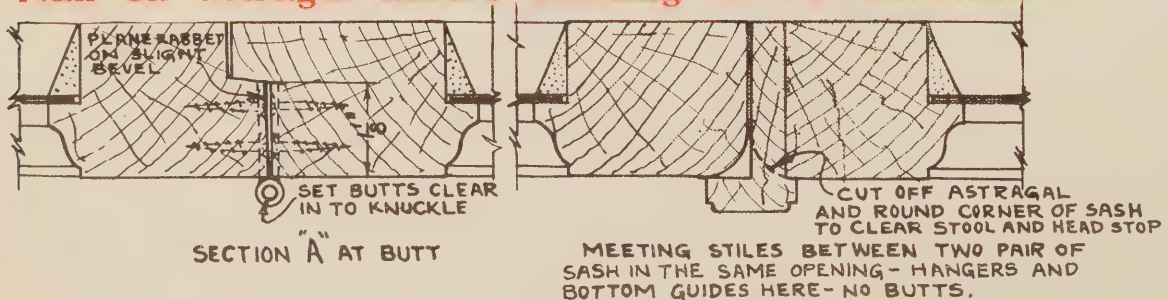 PLANE RABBET
ON SLIGHT
BEVEL
SET BUTTS CLEAR
IN TO KNUCKLE
SECTION "A" AT BUTT
CUT OFF ASTRAGAL
AND ROUND CORNER OF SASH
TO CLEAR STOOL AND HEAD STOP
MEETING STILES BETWEEN TWO PAIR OF
SASH IN THE SAME OPENING - HANGERS AND
BOTTOM GUIDES HERE - NO BUTTS.